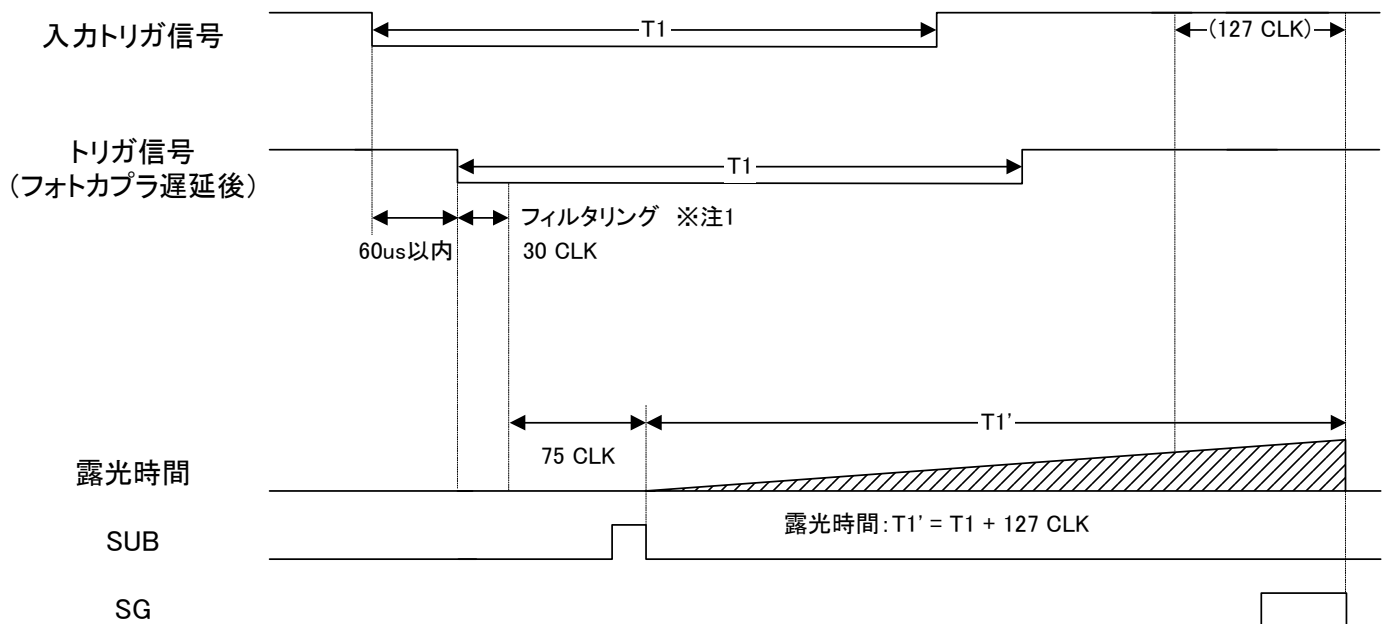 入力トリガ信号
T1
(127 CLK)
トリガ信号
(フォトカプラ遅延後)
T1
フィルタリング ※注1
60us以内
30 CLK
T1'
75 CLK
露光時間
露光時間：T1' = T1 + 127 CLK
SUB
SG